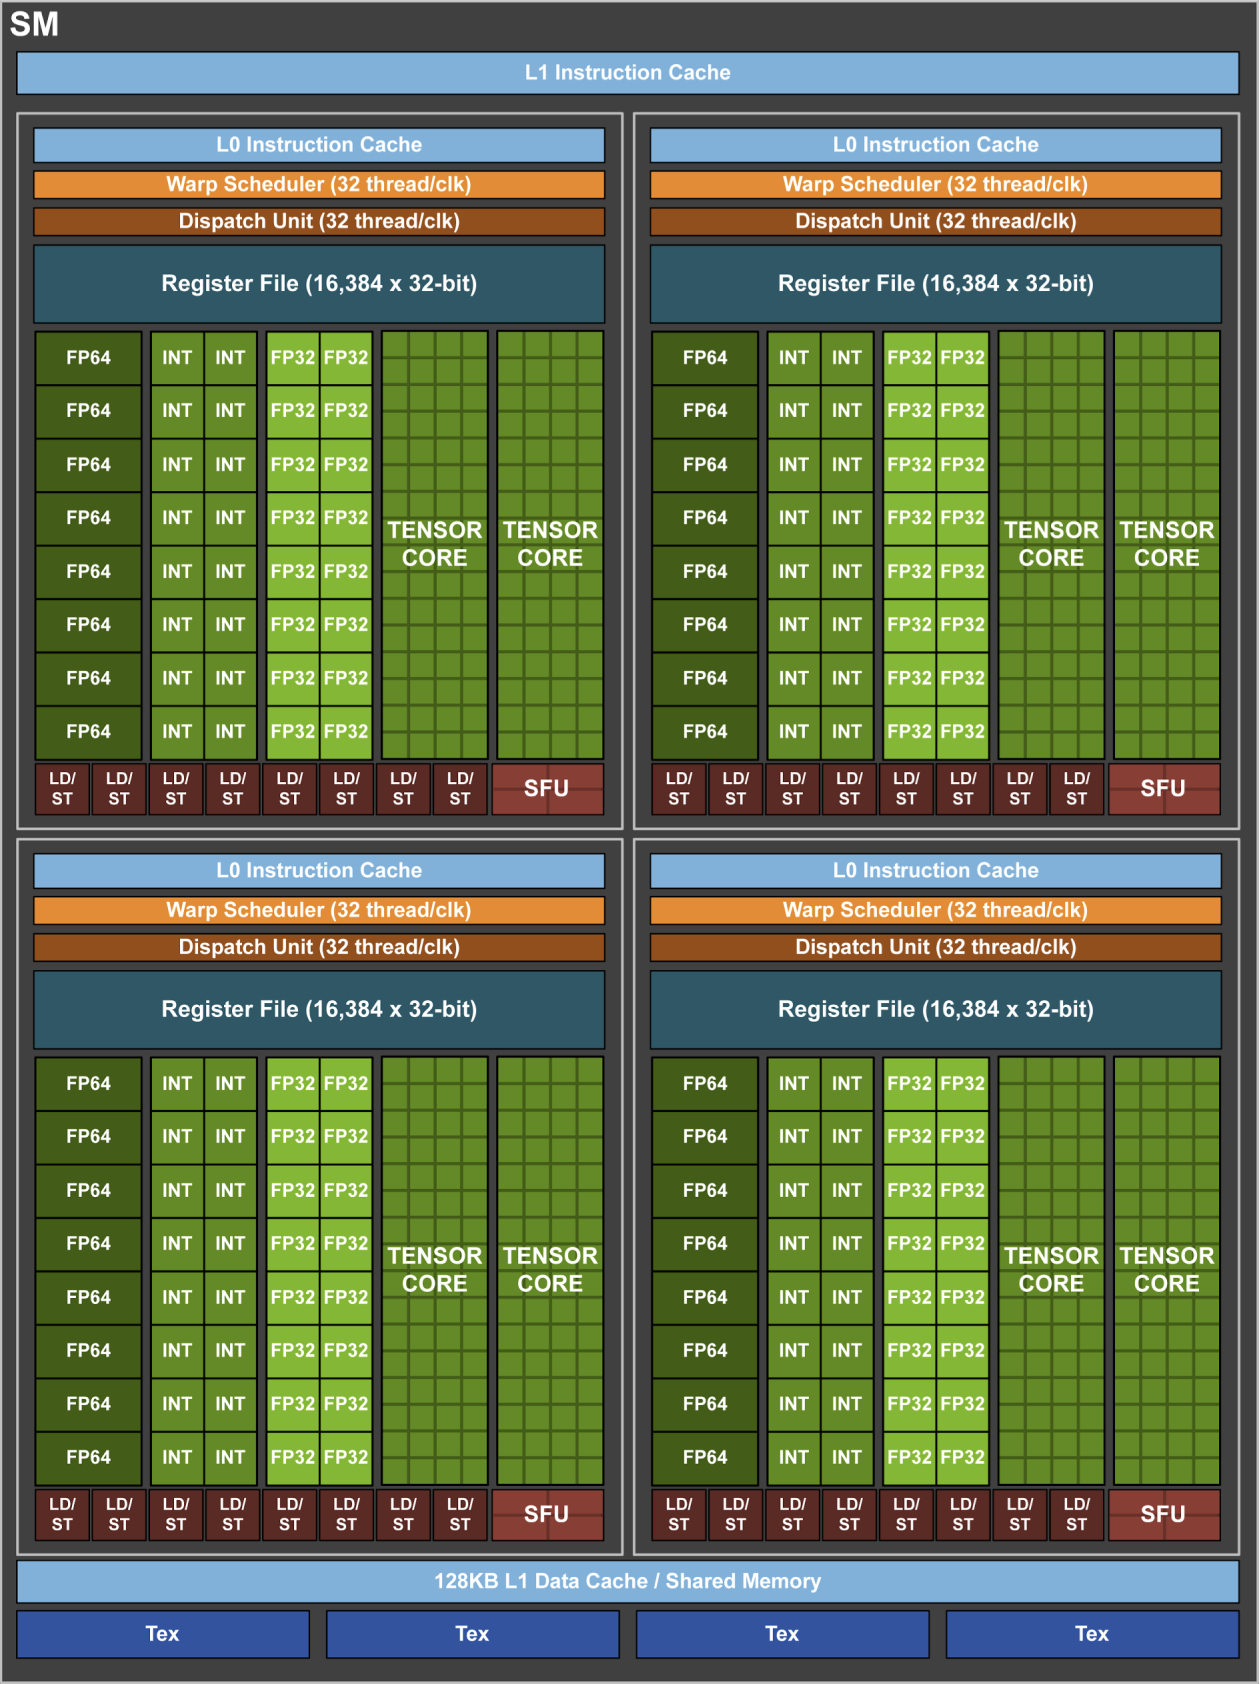 SM
L1 Instruction Cache
L0 Instruction Cache
Warp Scheduler (32 thread/clk)
Dispatch Unit (32 thread/clk)
Register File (16,384 x 32-bit)
FP64 INT INT FP32 FP32
FP64 INT INT FP32 FP32
FP64 INT INT FP32 FP32
FP64 INT INT FP32 FP32
FP64 INT INT FP32 FP32
FP64 INT INT FP32 FP32
FP64 INT INT FP32 FP32
FP64 INT INT FP32 FP32
TENSOR TENSOR
CORE CORE
LD/ LD/ LD/ LD/ LD/ LD/ LD/ LD/
ST ST ST ST ST ST ST ST
SFU
L0 Instruction Cache
Warp Scheduler (32 thread/clk)
Dispatch Unit (32 thread/clk)
Register File (16,384 x 32-bit)
FP64 INT INT FP32 FP32
FP64 INT INT FP32 FP32
FP64 INT INT FP32 FP32
FP64 INT INT FP32 FP32
FP64 INT INT FP32 FP32
FP64 INT INT FP32 FP32
FP64 INT INT FP32 FP32
FP64 INT INT FP32 FP32
TENSOR TENSOR
CORE CORE
LD/ LD/ LD/ LD/ LD/ LD/ LD/ LD/
ST ST ST ST ST ST ST ST
SFU
L0 Instruction Cache
Warp Scheduler (32 thread/clk)
Dispatch Unit (32 thread/clk)
Register File (16,384 x 32-bit)
FP64 INT INT FP32 FP32
FP64 INT INT FP32 FP32
FP64 INT INT FP32 FP32
FP64 INT INT FP32 FP32
FP64 INT INT FP32 FP32
FP64 INT INT FP32 FP32
FP64 INT INT FP32 FP32
FP64 INT INT FP32 FP32
TENSOR TENSOR
CORE CORE
LD/ LD/ LD/ LD/ LD/ LD/ LD/ LD/
ST ST ST ST ST ST ST ST
SFU
L0 Instruction Cache
Warp Scheduler (32 thread/clk)
Dispatch Unit (32 thread/clk)
Register File (16,384 x 32-bit)
FP64 INT INT FP32 FP32
FP64 INT INT FP32 FP32
FP64 INT INT FP32 FP32
FP64 INT INT FP32 FP32
FP64 INT INT FP32 FP32
FP64 INT INT FP32 FP32
FP64 INT INT FP32 FP32
FP64 INT INT FP32 FP32
TENSOR TENSOR
CORE CORE
LD/ LD/ LD/ LD/ LD/ LD/ LD/ LD/
ST ST ST ST ST ST ST ST
SFU
128KB L1 Data Cache / Shared Memory
Tex Tex Tex Tex